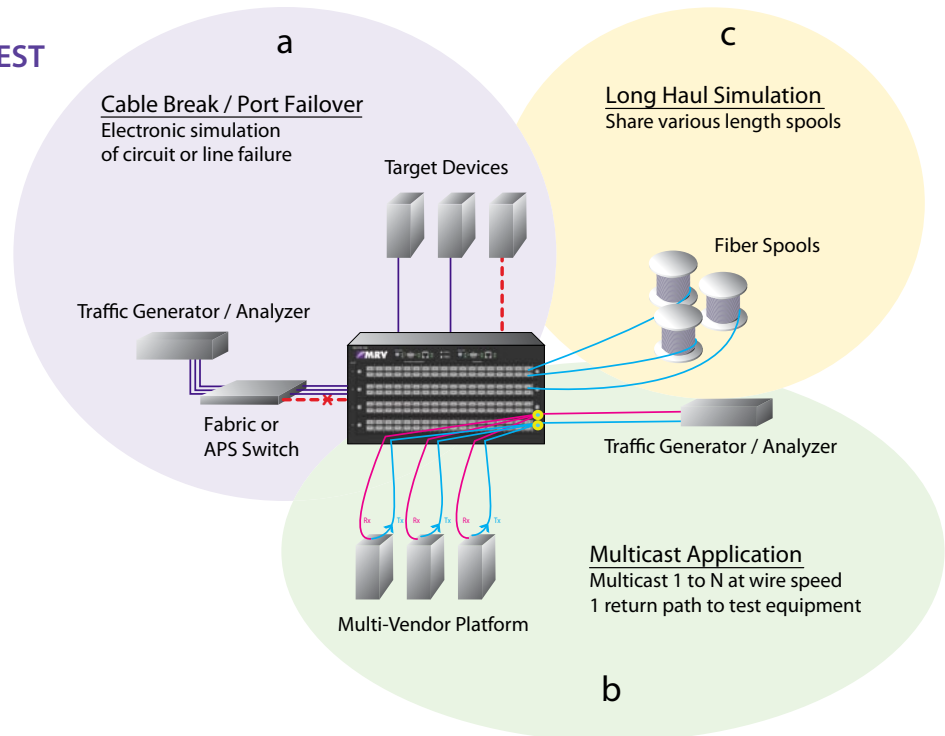 EST
a
Cable Break / Port Failover
Electronic simulation
of circuit or line failure
Target Devices
Traffic Generator / Analyzer
Fabric or
APS Switch
c
Long Haul Simulation
Share various length spools
Fiber Spools
MRV
Traffic Generator / Analyzer
Rx Tx Rx Tx Rx Tx
Multi-Vendor Platform
Multicast Application
Multicast 1 to N at wire speed
1 return path to test equipment
b